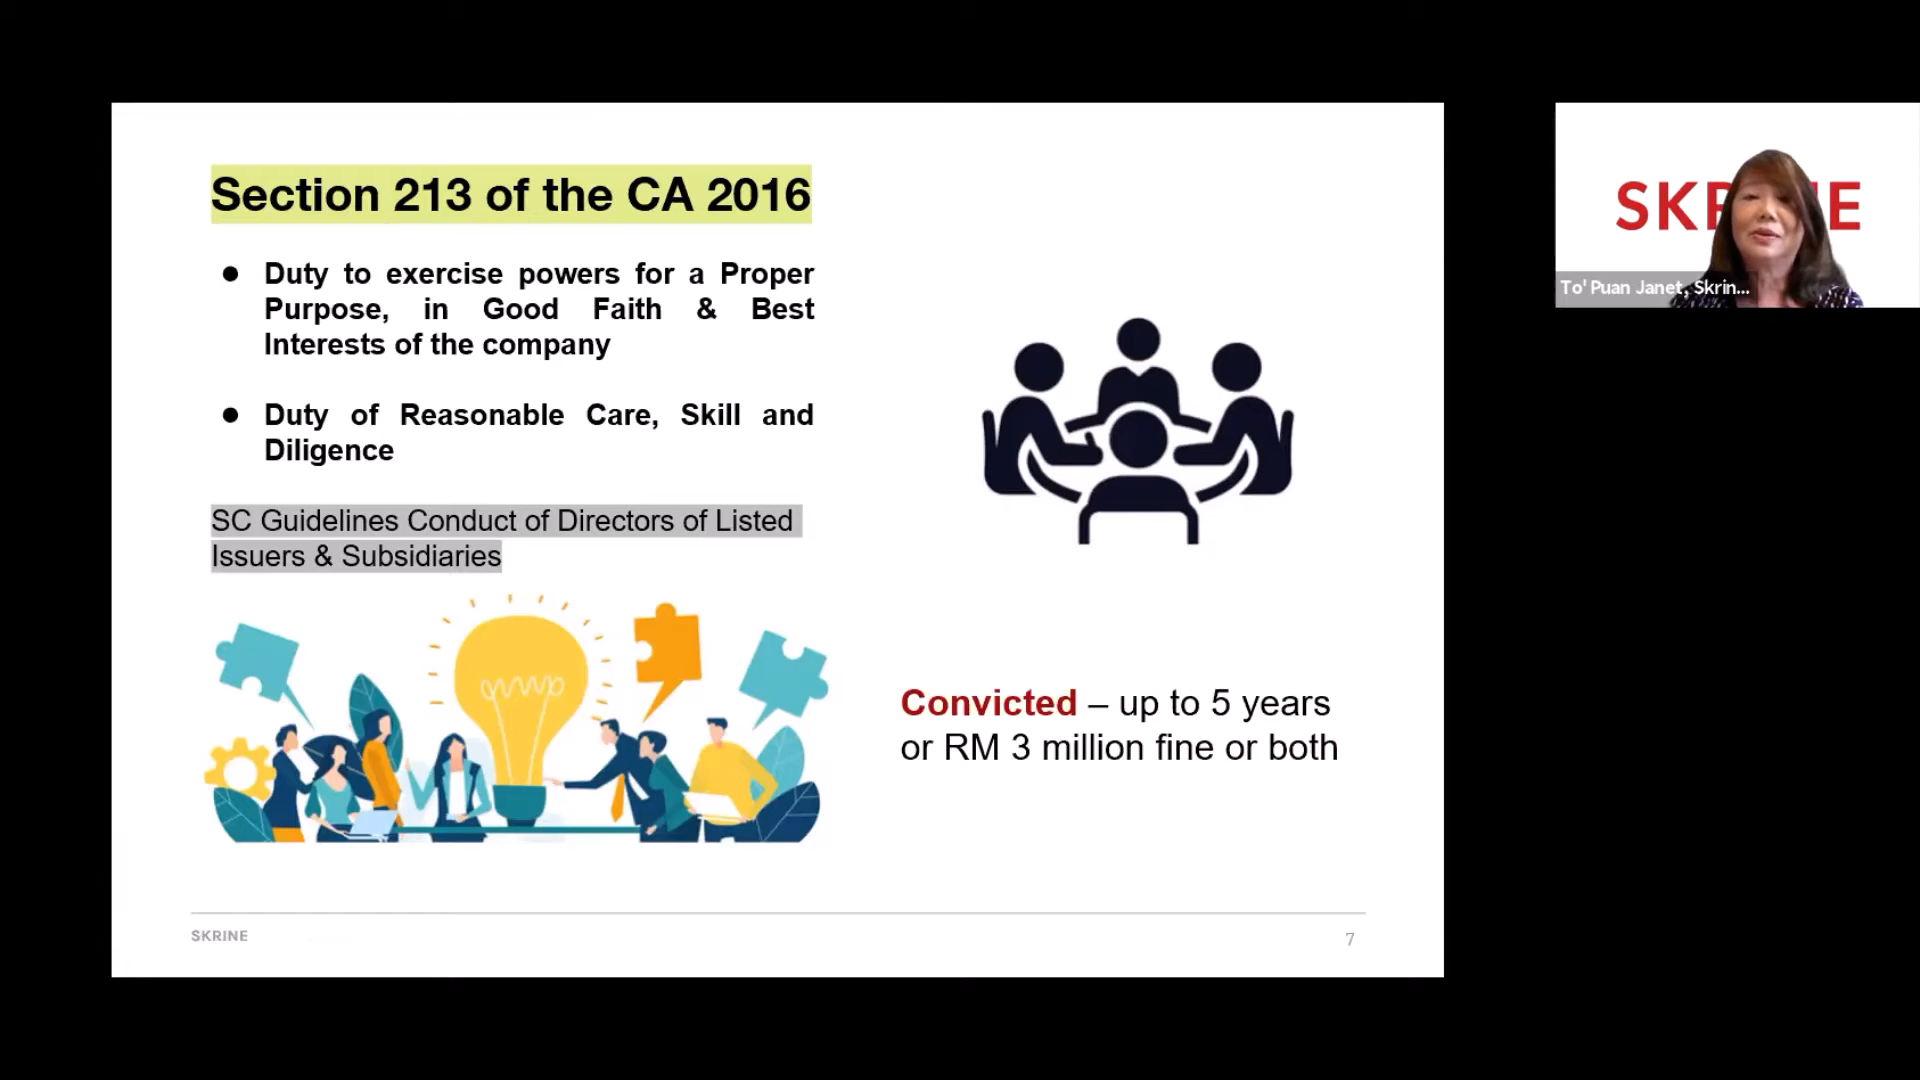 Section 213 of the CA 2016
● Duty to exercise powers for a Proper
Purpose, in Good Faith & Best
Interests of the company
● Duty of Reasonable Care, Skill and
Diligence
SC Guidelines Conduct of Directors of Listed
Issuers & Subsidiaries
Convicted – up to 5 years
or RM 3 million fine or both
SKRINE
7
SK E
To' Puan Janet, Skrin...